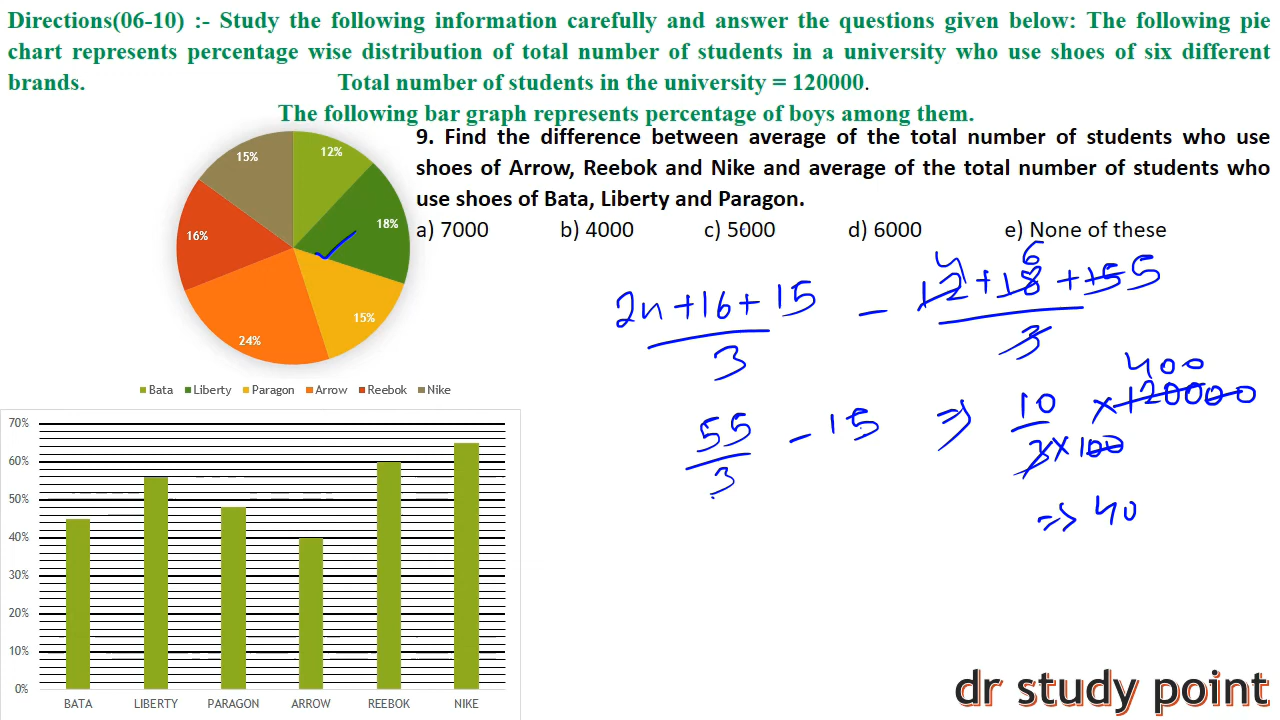 Directions(06-10) :- Study the following information carefully and answer the questions given below: The following pie
chart represents percentage wise distribution of total number of students in a university who use shoes of six different
brands. Total number of students in the university = 120000.
The following bar graph represents percentage of boys among them.
9. Find the difference between average of the total number of students who use
shoes of Arrow, Reebok and Nike and average of the total number of students who
use shoes of Bata, Liberty and Paragon.
a) 7000 b) 4000 c) 5000 d) 6000 e) None of these
15% 12%
18%
16%
15%
24%
Bata Liberty Paragon Arrow Reebok Nike
4 6
2n+16+15 - 12+18+15 5
3 3
400
55 - 15 ⇒ 10 ×120000
3 3×100
⇒ 40
70%
60%
50%
40%
30%
20%
10%
0%
BATA LIBERTY PARAGON ARROW REEBOK NIKE
dr study point